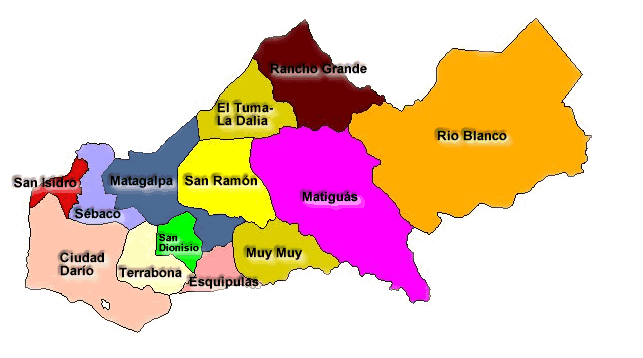 Rancho Grande
El Tuma-
La Dalia
Rio Blanco
San Isidro
Matagalpa
San Ramón
Matiguás
Sébaco
San
Dionisio
Ciudad
Darío
Terrabona
Muy Muy
Esquipulas